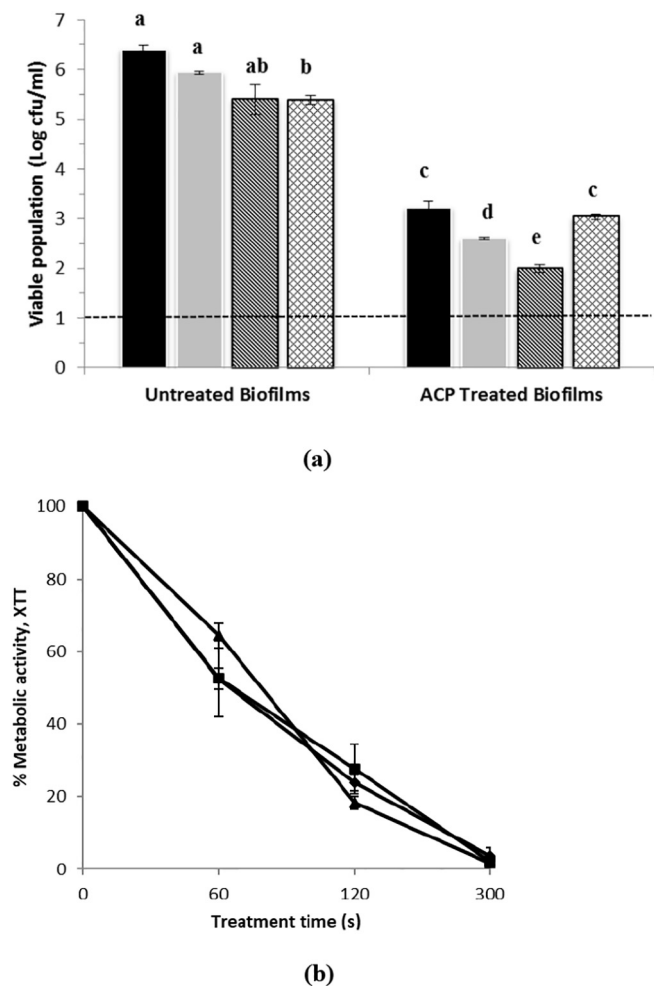 7
6
5
4
3
2
1
0
Viable population (Log cfu/ml)
a
a
ab
b
c
d
e
c
Untreated Biofilms
ACP Treated Biofilms
(a)
100
80
60
40
20
0
% Metabolic activity, XTT
0 60 120 300
Treatment time (s)
(b)